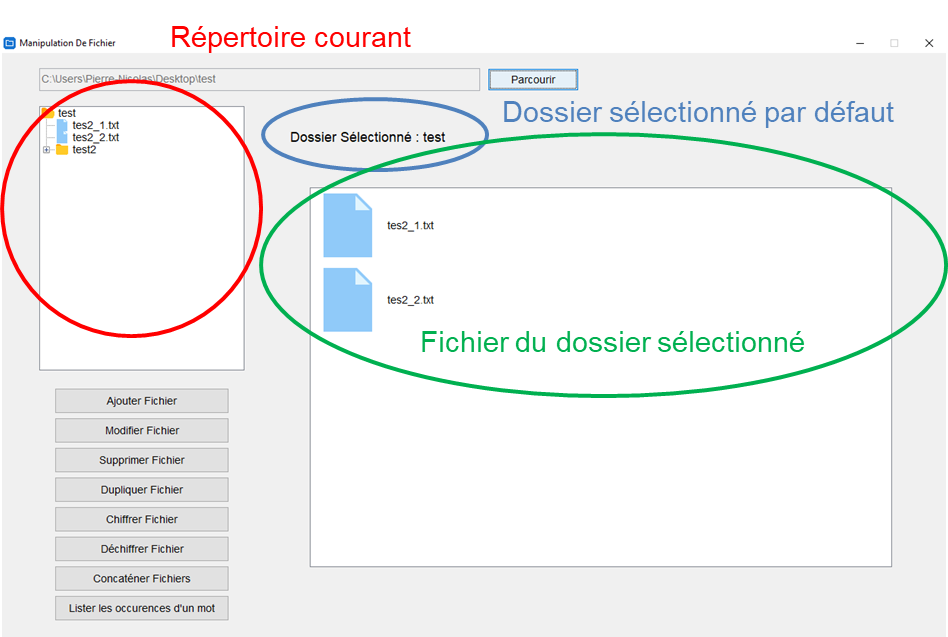 Répertoire courant
Manipulation De Fichier
C:\Users\Pierre-Nicolas\Desktop\test
Parcourir
Dossier sélectionné par défaut
test
tes2_1.txt
tes2_2.txt
test2
Dossier Sélectionné : test
tes2_1.txt
tes2_2.txt
Fichier du dossier sélectionné
Ajouter Fichier
Modifier Fichier
Supprimer Fichier
Dupliquer Fichier
Chiffrer Fichier
Déchiffrer Fichier
Concaténer Fichiers
Lister les occurences d'un mot